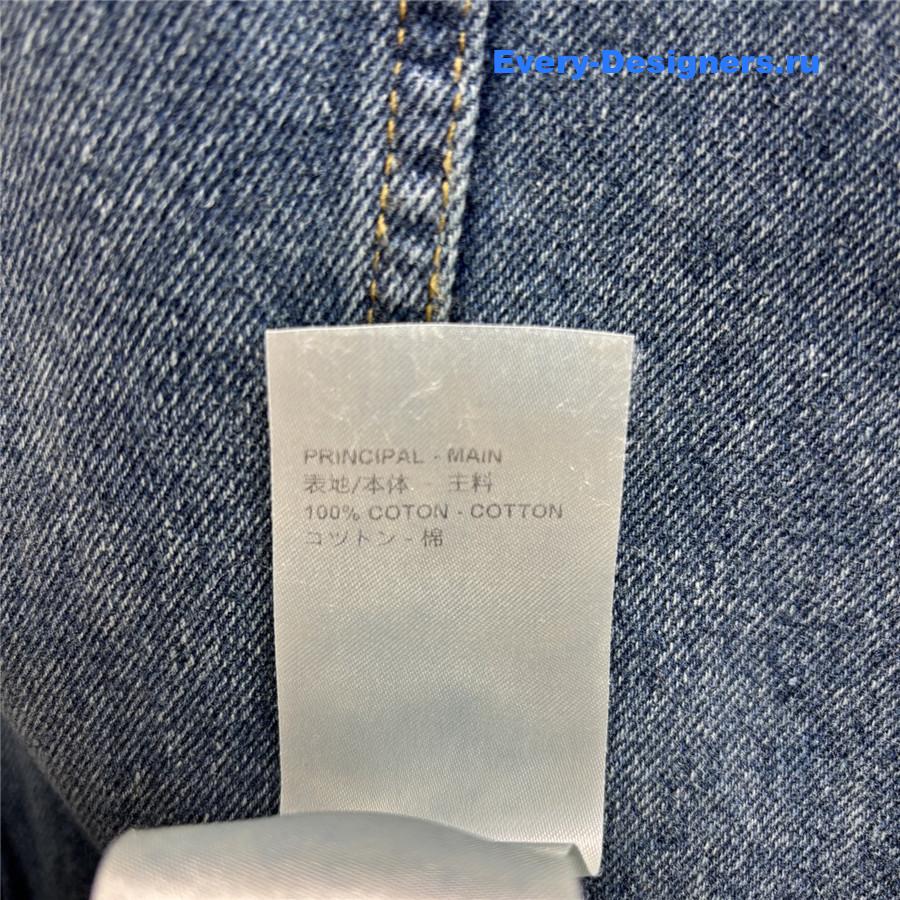 Every-Designers.ru
PRINCIPAL - MAIN
表地/本体 - 主料
100% COTON - COTTON
コットン - 棉